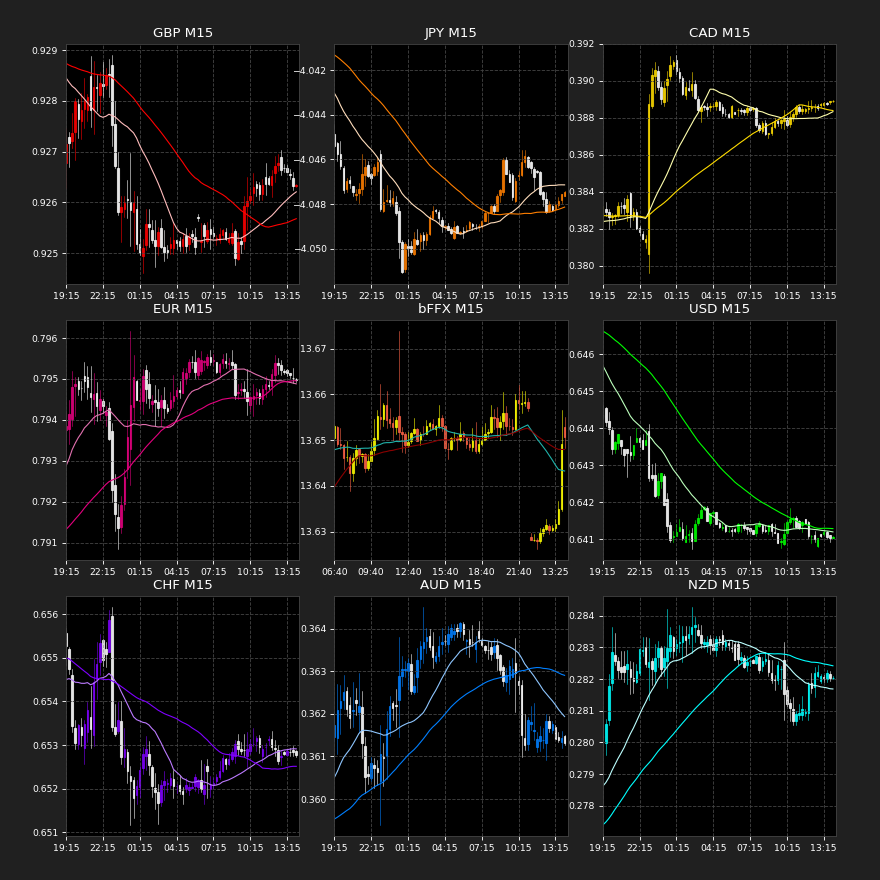 GBP M15
0.929
0.928
0.927
0.926
0.925
19:15 22:15 01:15 04:15 07:15 10:15 13:15
JPY M15
−4.042
−4.044
−4.046
−4.048
−4.050
19:15 22:15 01:15 04:15 07:15 10:15 13:15
CAD M15
0.392
0.390
0.388
0.386
0.384
0.382
0.380
19:15 22:15 01:15 04:15 07:15 10:15 13:15
EUR M15
0.796
0.795
0.794
0.793
0.792
0.791
19:15 22:15 01:15 04:15 07:15 10:15 13:15
bFFX M15
13.67
13.66
13.65
13.64
13.63
06:40 09:40 12:40 15:40 18:40 21:40 13:25
USD M15
0.646
0.645
0.644
0.643
0.642
0.641
19:15 22:15 01:15 04:15 07:15 10:15 13:15
CHF M15
0.656
0.655
0.654
0.653
0.652
0.651
19:15 22:15 01:15 04:15 07:15 10:15 13:15
AUD M15
0.364
0.363
0.362
0.361
0.360
19:15 22:15 01:15 04:15 07:15 10:15 13:15
NZD M15
0.284
0.283
0.282
0.281
0.280
0.279
0.278
19:15 22:15 01:15 04:15 07:15 10:15 13:15